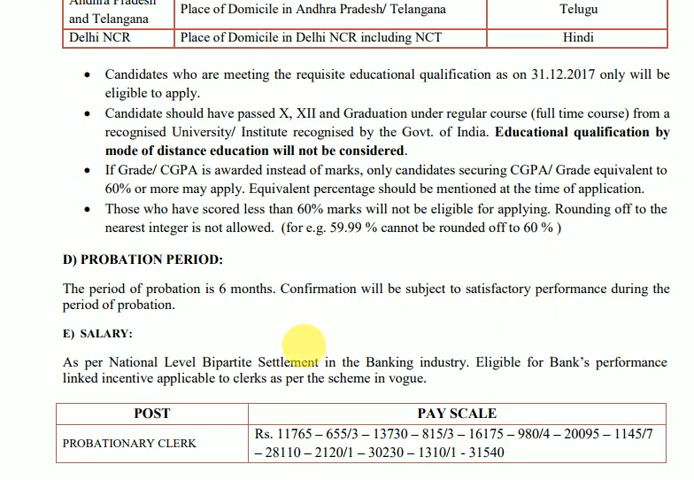 Andhra Pradesh
and Telangana
Place of Domicile in Andhra Pradesh/ Telangana
Telugu
Delhi NCR
Place of Domicile in Delhi NCR including NCT
Hindi
• Candidates who are meeting the requisite educational qualification as on 31.12.2017 only will be
eligible to apply.
• Candidate should have passed X, XII and Graduation under regular course (full time course) from a
recognised University/ Institute recognised by the Govt. of India. Educational qualification by
mode of distance education will not be considered.
• If Grade/ CGPA is awarded instead of marks, only candidates securing CGPA/ Grade equivalent to
60% or more may apply. Equivalent percentage should be mentioned at the time of application.
• Those who have scored less than 60% marks will not be eligible for applying. Rounding off to the
nearest integer is not allowed. (for e.g. 59.99 % cannot be rounded off to 60 % )
D) PROBATION PERIOD:
The period of probation is 6 months. Confirmation will be subject to satisfactory performance during the
period of probation.
E) SALARY:
As per National Level Bipartite Settlement in the Banking industry. Eligible for Bank's performance
linked incentive applicable to clerks as per the scheme in vogue.
POST
PAY SCALE
PROBATIONARY CLERK
Rs. 11765 – 655/3 – 13730 – 815/3 – 16175 – 980/4 – 20095 – 1145/7
– 28110 – 2120/1 – 30230 – 1310/1 - 31540